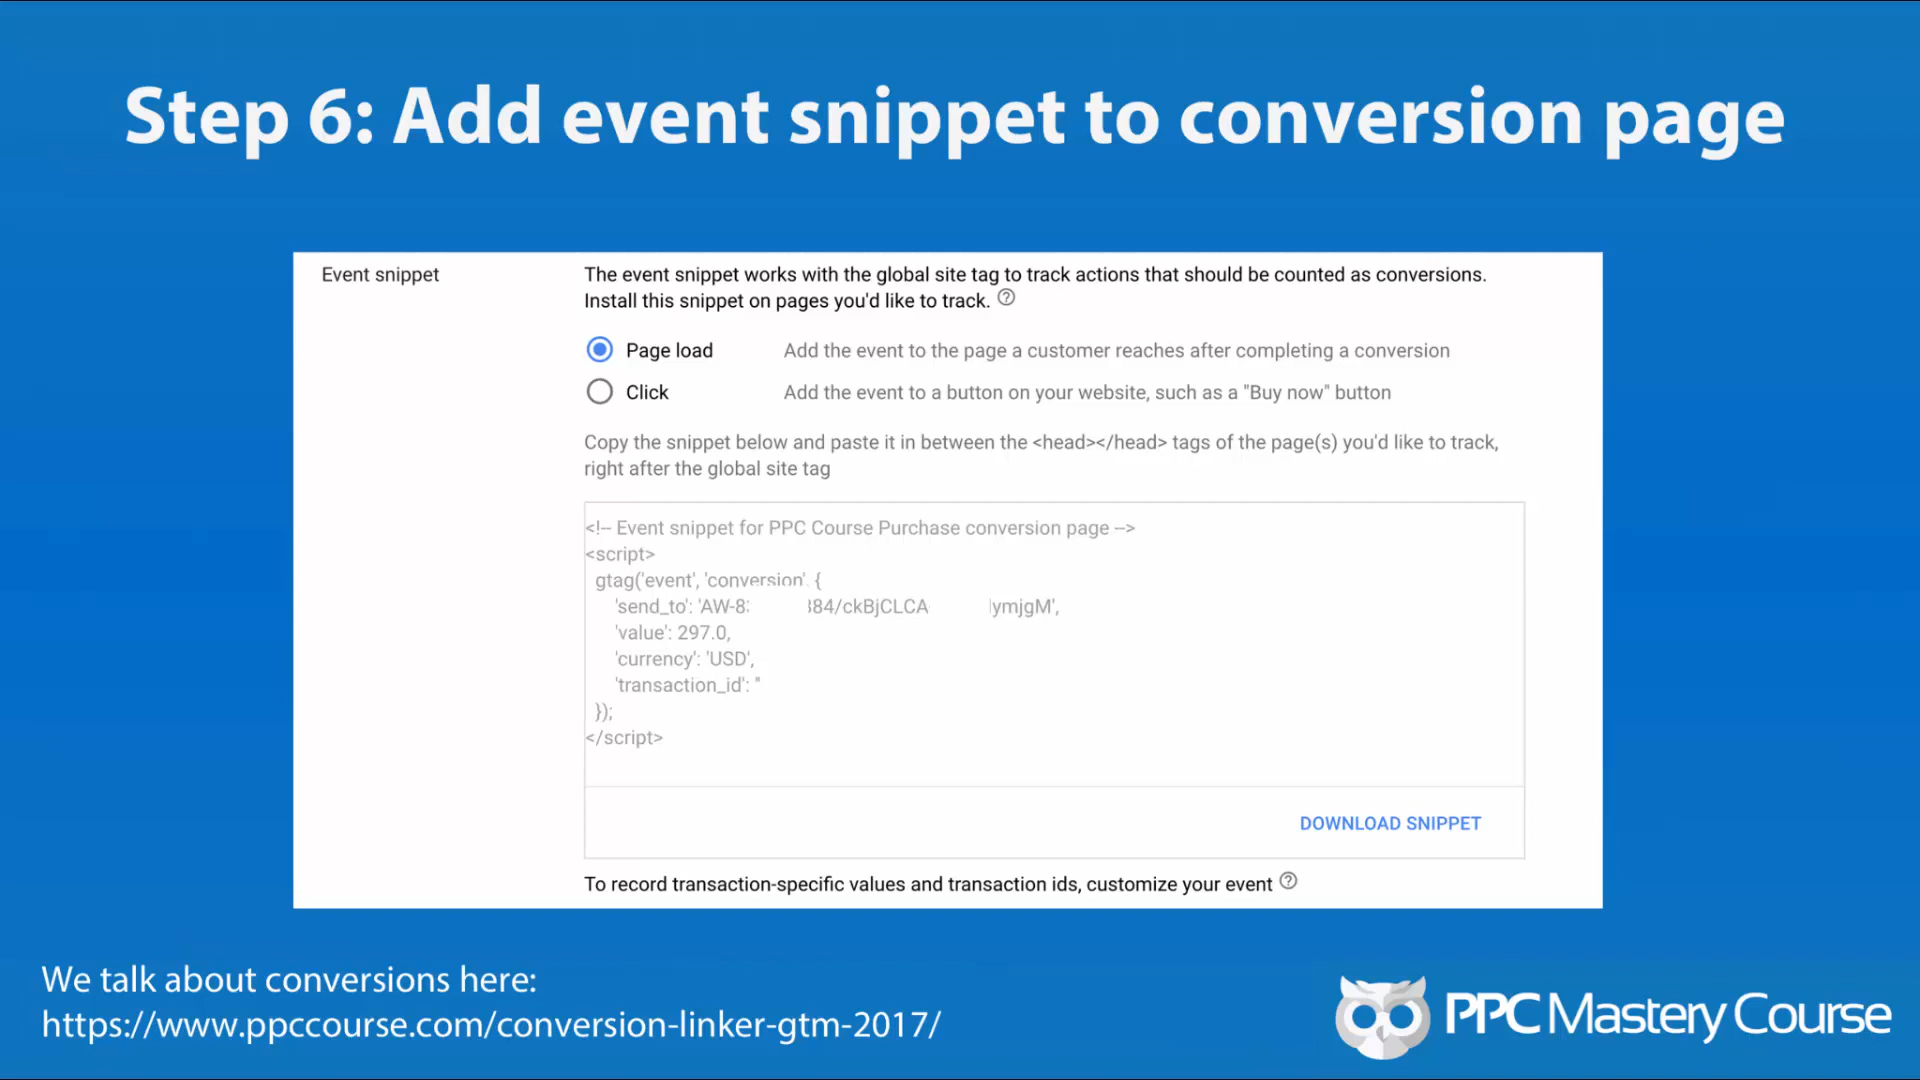 Step 6: Add event snippet to conversion page
Event snippet
The event snippet works with the global site tag to track actions that should be counted as conversions.
Install this snippet on pages you'd like to track. ?
Page load Add the event to the page a customer reaches after completing a conversion
Click Add the event to a button on your website, such as a "Buy now" button
Copy the snippet below and paste it in between the <head></head> tags of the page(s) you'd like to track,
right after the global site tag
<!-- Event snippet for PPC Course Purchase conversion page -->
<script>
gtag('event', 'conversion', {
'send_to': 'AW-8 84/ckBjCLCA ymjgM',
'value': 297.0,
'currency': 'USD',
'transaction_id': ''
});
</script>
DOWNLOAD SNIPPET
To record transaction-specific values and transaction ids, customize your event ?
We talk about conversions here:
https://www.ppccourse.com/conversion-linker-gtm-2017/
PPC Mastery Course